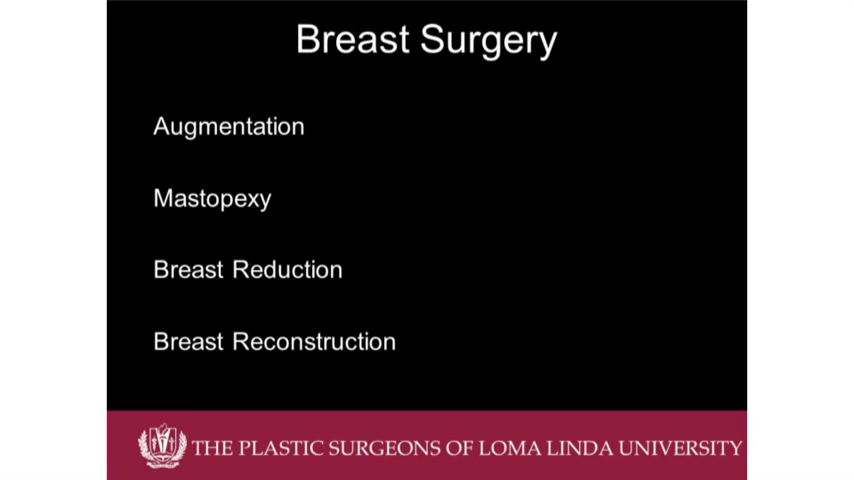 Breast Surgery
Augmentation
Mastopexy
Breast Reduction
Breast Reconstruction
THE PLASTIC SURGEONS OF LOMA LINDA UNIVERSITY